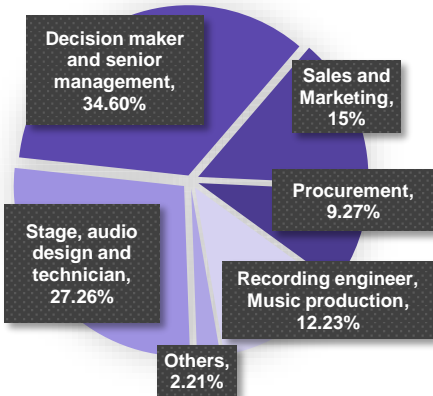 Decision maker
and senior
management,
34.60%
Sales and
Marketing,
15%
Procurement,
9.27%
Recording engineer,
Music production,
12.23%
Others,
2.21%
Stage, audio
design and
technician,
27.26%